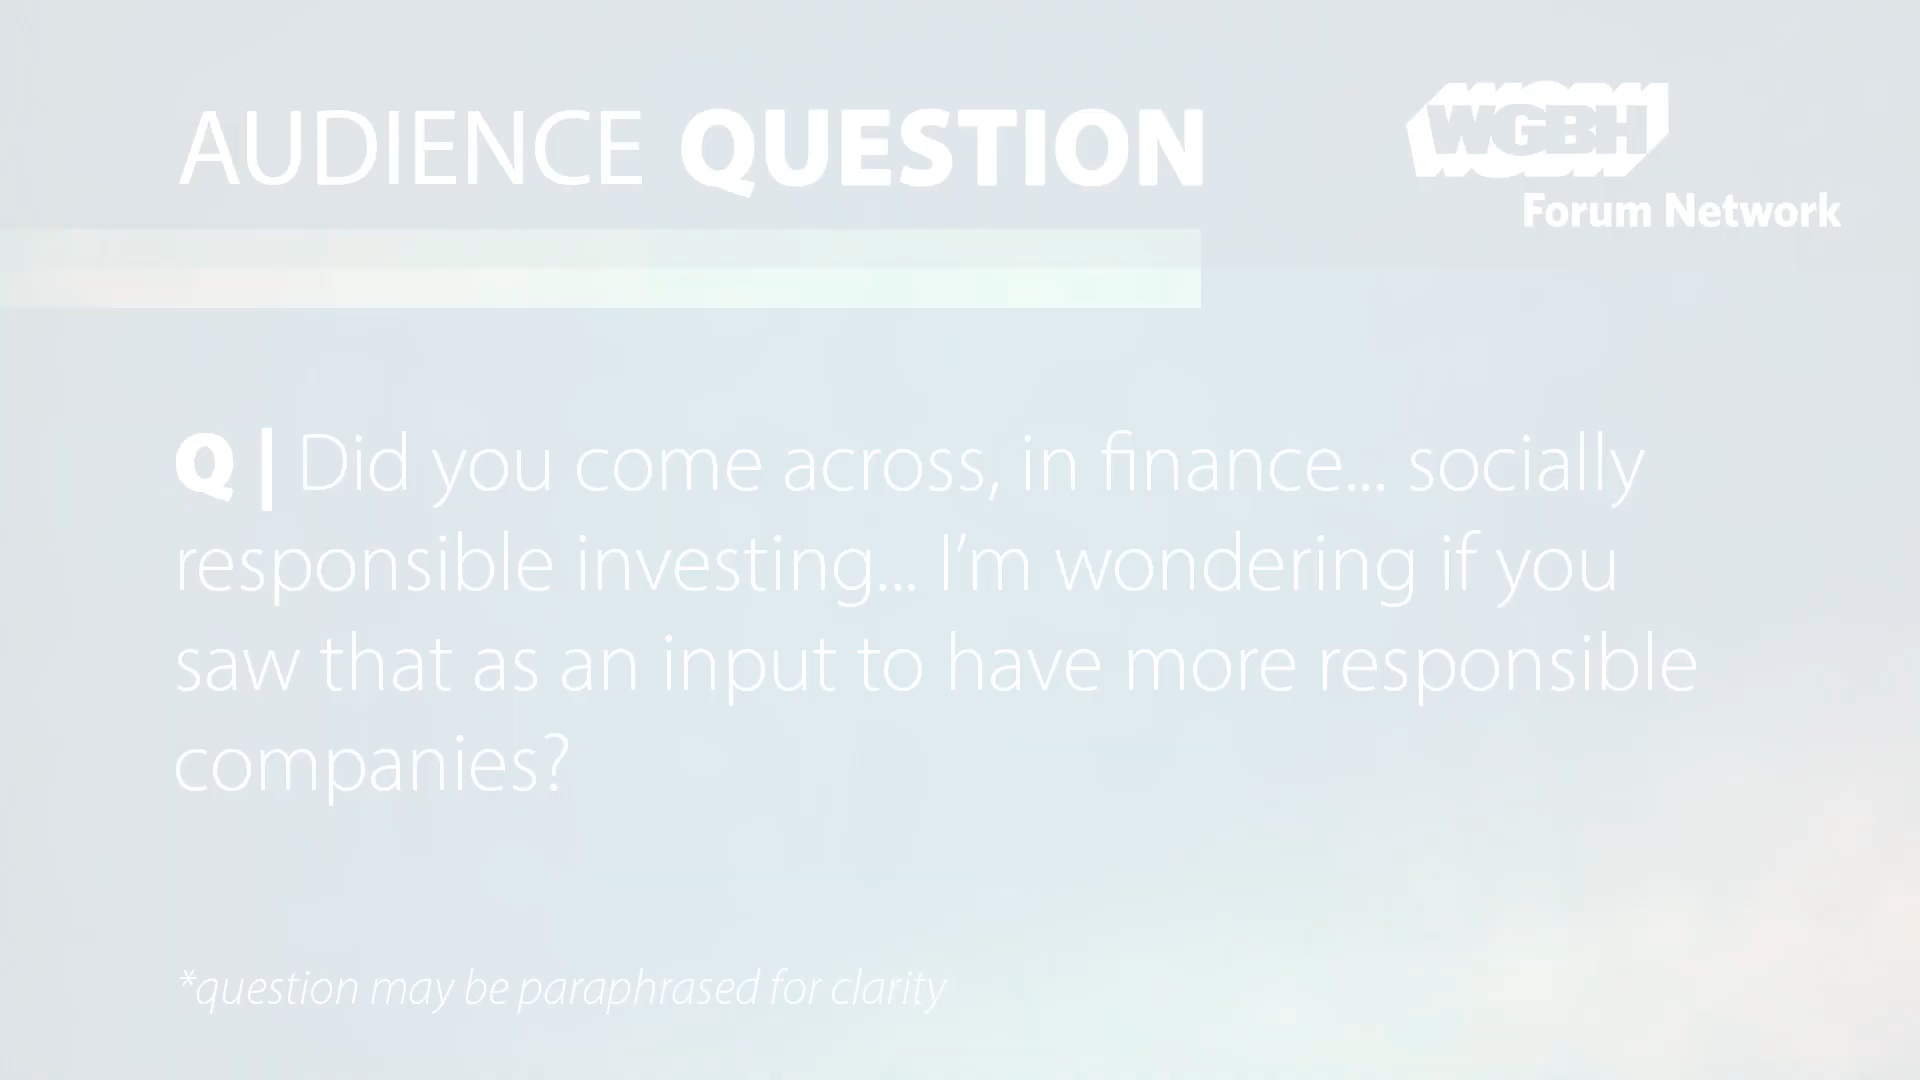 AUDIENCE QUESTION
WGBH
Forum Network
Q | Did you come across, in finance... socially
responsible investing... I'm wondering if you
saw that as an input to have more responsible
companies?
*question may be paraphrased for clarity